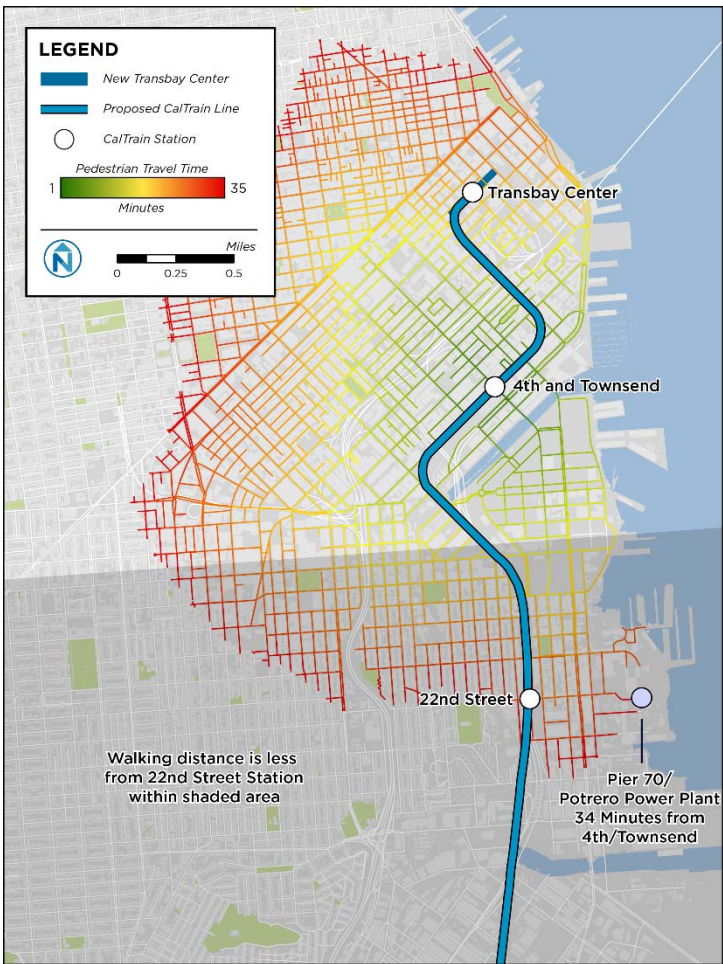 LEGEND
New Transbay Center
Proposed CalTrain Line
CalTrain Station
Pedestrian Travel Time
1 35
Minutes
N
Miles
0 0.25 0.5
Transbay Center
4th and Townsend
22nd Street
Walking distance is less
from 22nd Street Station
within shaded area
Pier 70/
Potrero Power Plant
34 Minutes from
4th/Townsend